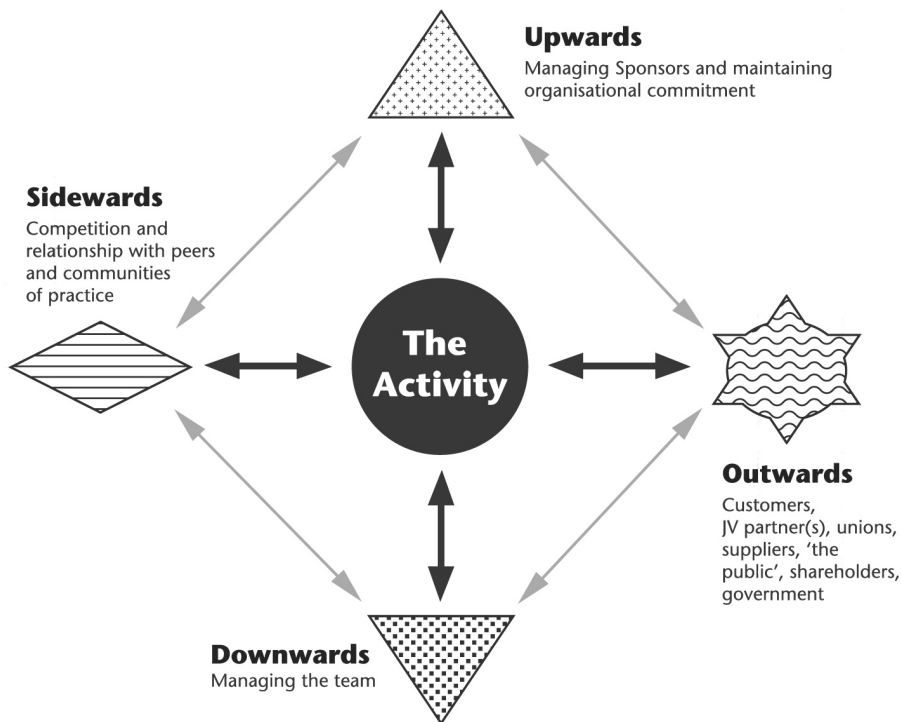 Upwards
Managing Sponsors and maintaining
organisational commitment
Sidewards
Competition and
relationship with peers
and communities
of practice
The
Activity
Outwards
Customers,
JV partner(s), unions,
suppliers, ‘the
public’, shareholders,
government
Downwards
Managing the team